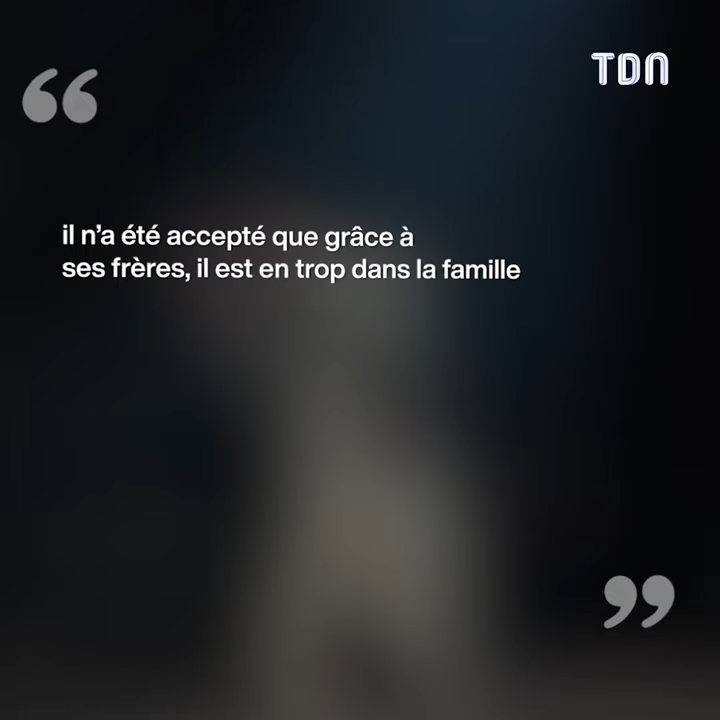 TDN
il n’a été accepté que grâce à
ses frères, il est en trop dans la famille